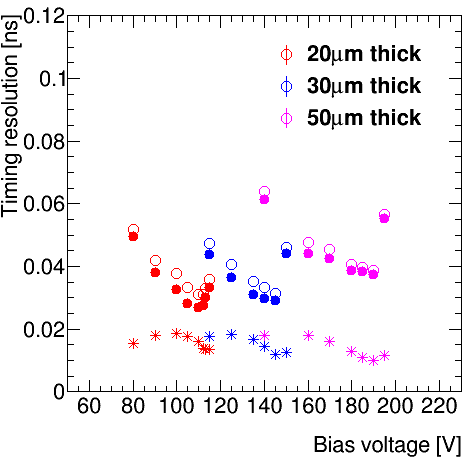 Timing resolution [ns]
0.12
0.1
0.08
0.06
0.04
0.02
0
20μm thick
30μm thick
50μm thick
60 80 100 120 140 160 180 200 220
Bias voltage [V]